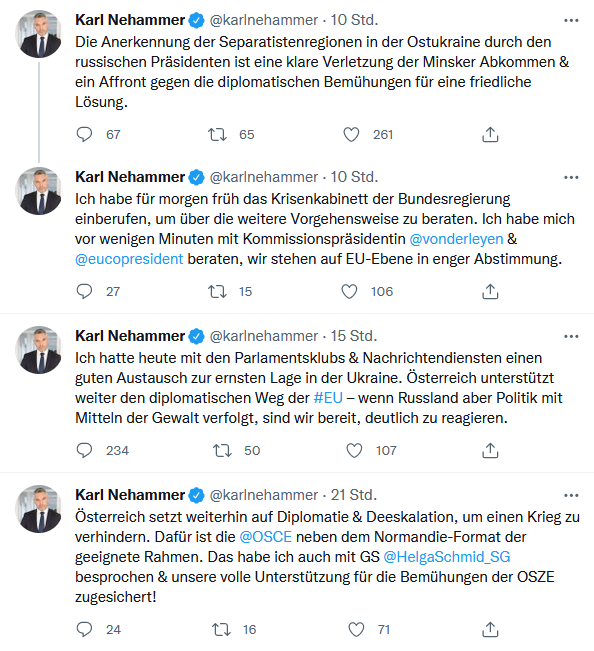 Karl Nehammer @karlnehammer · 10 Std.
Die Anerkennung der Separatistenregionen in der Ostukraine durch den
russischen Präsidenten ist eine klare Verletzung der Minsker Abkommen &
ein Affront gegen die diplomatischen Bemühungen für eine friedliche
Lösung.
67 65 261
Karl Nehammer @karlnehammer · 10 Std.
Ich habe für morgen früh das Krisenkabinett der Bundesregierung
einberufen, um über die weitere Vorgehensweise zu beraten. Ich habe mich
vor wenigen Minuten mit Kommissionspräsidentin @vonderleyen &
@eucopresident beraten, wir stehen auf EU-Ebene in enger Abstimmung.
27 15 106
Karl Nehammer @karlnehammer · 15 Std.
Ich hatte heute mit den Parlamentsklubs & Nachrichtendiensten einen
guten Austausch zur ernsten Lage in der Ukraine. Österreich unterstützt
weiter den diplomatischen Weg der #EU – wenn Russland aber Politik mit
Mitteln der Gewalt verfolgt, sind wir bereit, deutlich zu reagieren.
234 50 107
Karl Nehammer @karlnehammer · 21 Std.
Österreich setzt weiterhin auf Diplomatie & Deeskalation, um einen Krieg zu
verhindern. Dafür ist die @OSCE neben dem Normandie-Format der
geeignete Rahmen. Das habe ich auch mit GS @HelgaSchmid_SG
besprochen & unsere volle Unterstützung für die Bemühungen der OSZE
zugesichert!
24 16 71